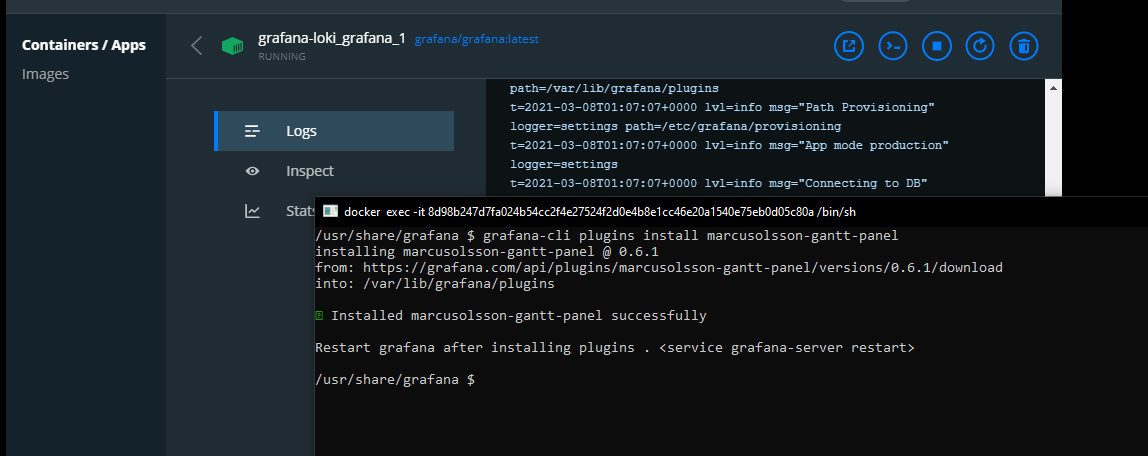 Containers / Apps
Images
grafana-loki_grafana_1 grafana/grafana:latest
RUNNING
Logs
Inspect
Stats
path=/var/lib/grafana/plugins
t=2021-03-08T01:07:07+0000 lvl=info msg="Path Provisioning"
logger=settings path=/etc/grafana/provisioning
t=2021-03-08T01:07:07+0000 lvl=info msg="App mode production"
logger=settings
t=2021-03-08T01:07:07+0000 lvl=info msg="Connecting to DB"
docker exec -it 8d98b247d7fa024b54cc2f4e27524f2d0e4b8e1cc46e20a1540e75eb0d05c80a /bin/sh
/usr/share/grafana $ grafana-cli plugins install marcusolsson-gantt-panel
installing marcusolsson-gantt-panel @ 0.6.1
from: https://grafana.com/api/plugins/marcusolsson-gantt-panel/versions/0.6.1/download
into: /var/lib/grafana/plugins
Installed marcusolsson-gantt-panel successfully
Restart grafana after installing plugins . <service grafana-server restart>
/usr/share/grafana $